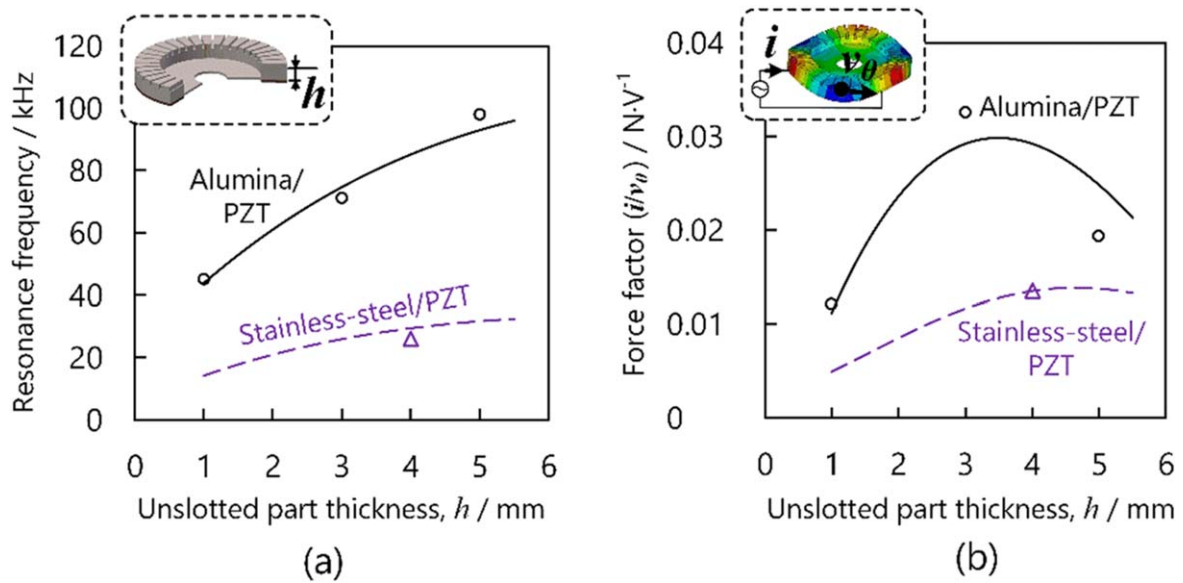 120
100
80
60
40
20
0
Resonance frequency / kHz
h
Alumina/
PZT
Stainless-steel/PZT
0 1 2 3 4 5 6
Unslotted part thickness, h / mm
(a)
0.04
0.03
0.02
0.01
0
Force factor (i/vθ) / N·V⁻¹
i
vθ
Alumina/PZT
Stainless-steel/
PZT
0 1 2 3 4 5 6
Unslotted part thickness, h / mm
(b)